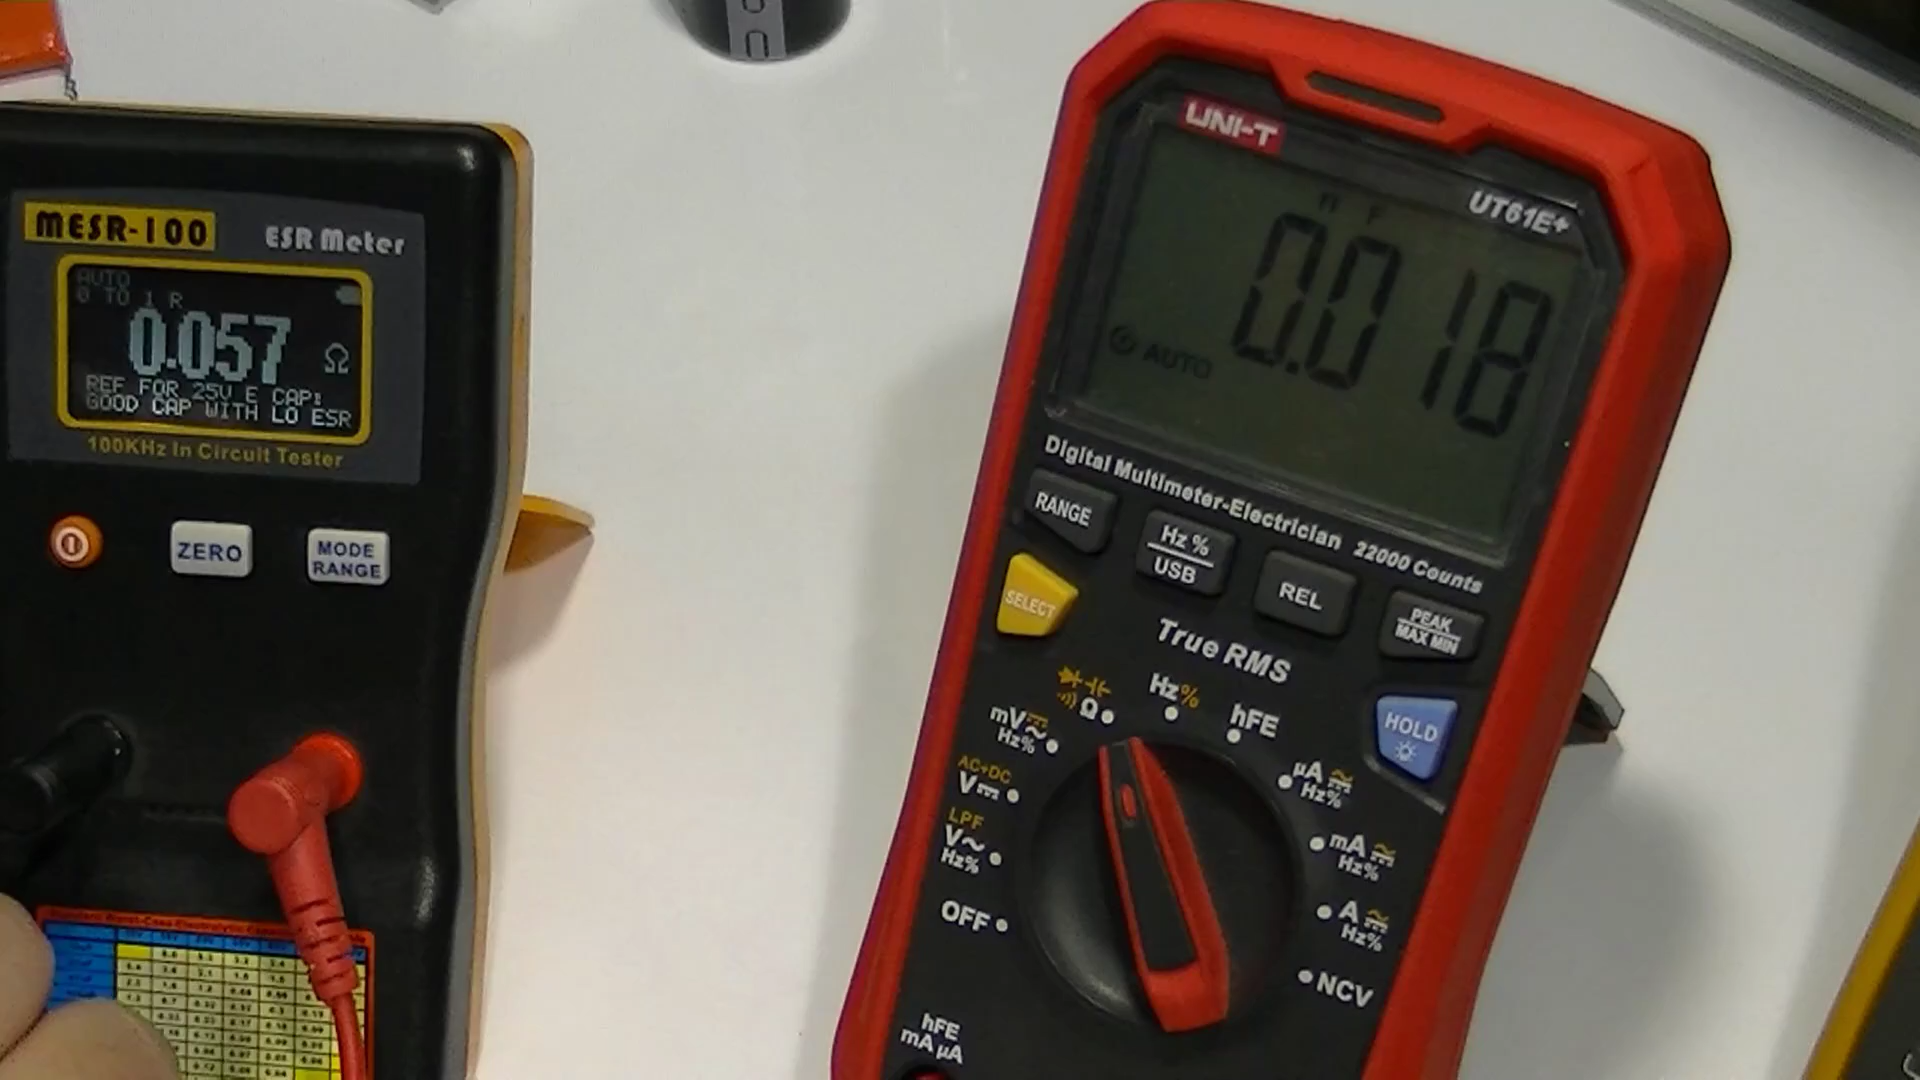 MESR-100 ESR Meter
AUTO
0 TO 1 R
0.057 Ω
REF FOR 25V E CAP:
GOOD CAP WITH LO ESR
100KHz In Circuit Tester
ZERO
MODE
RANGE
UNI-T
UT61E+
n F
0.018
AUTO
Digital Multimeter-Electrician 22000 Counts
RANGE
Hz %
USB
REL
PEAK
MAX MIN
SELECT
True RMS
HOLD
Ω
Hz%
hFE
mV
Hz%
µA
Hz%
AC+DC
V
mA
Hz%
LPF
V~
Hz%
A
Hz%
OFF
NCV
hFE
mA µA